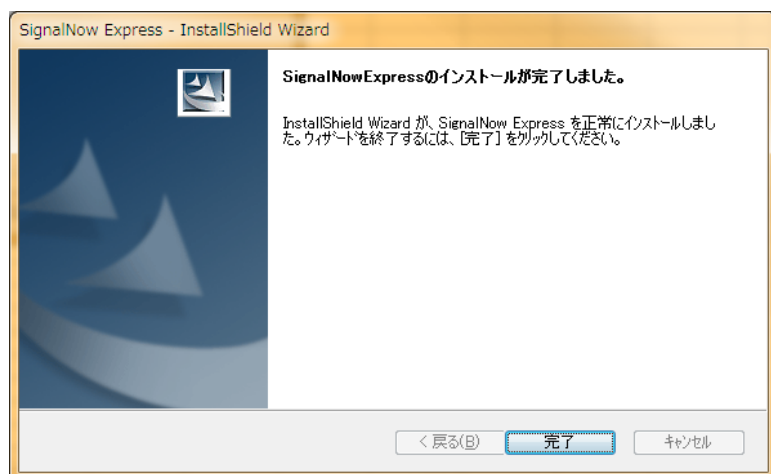 SignalNow Express - InstallShield Wizard
SignalNowExpressのインストールが完了しました。
InstallShield Wizard が、SignalNow Express を正常にインストールしまし
た。ウィザードを終了するには、[完了] をクリックしてください。
< 戻る(B)
完了
キャンセル